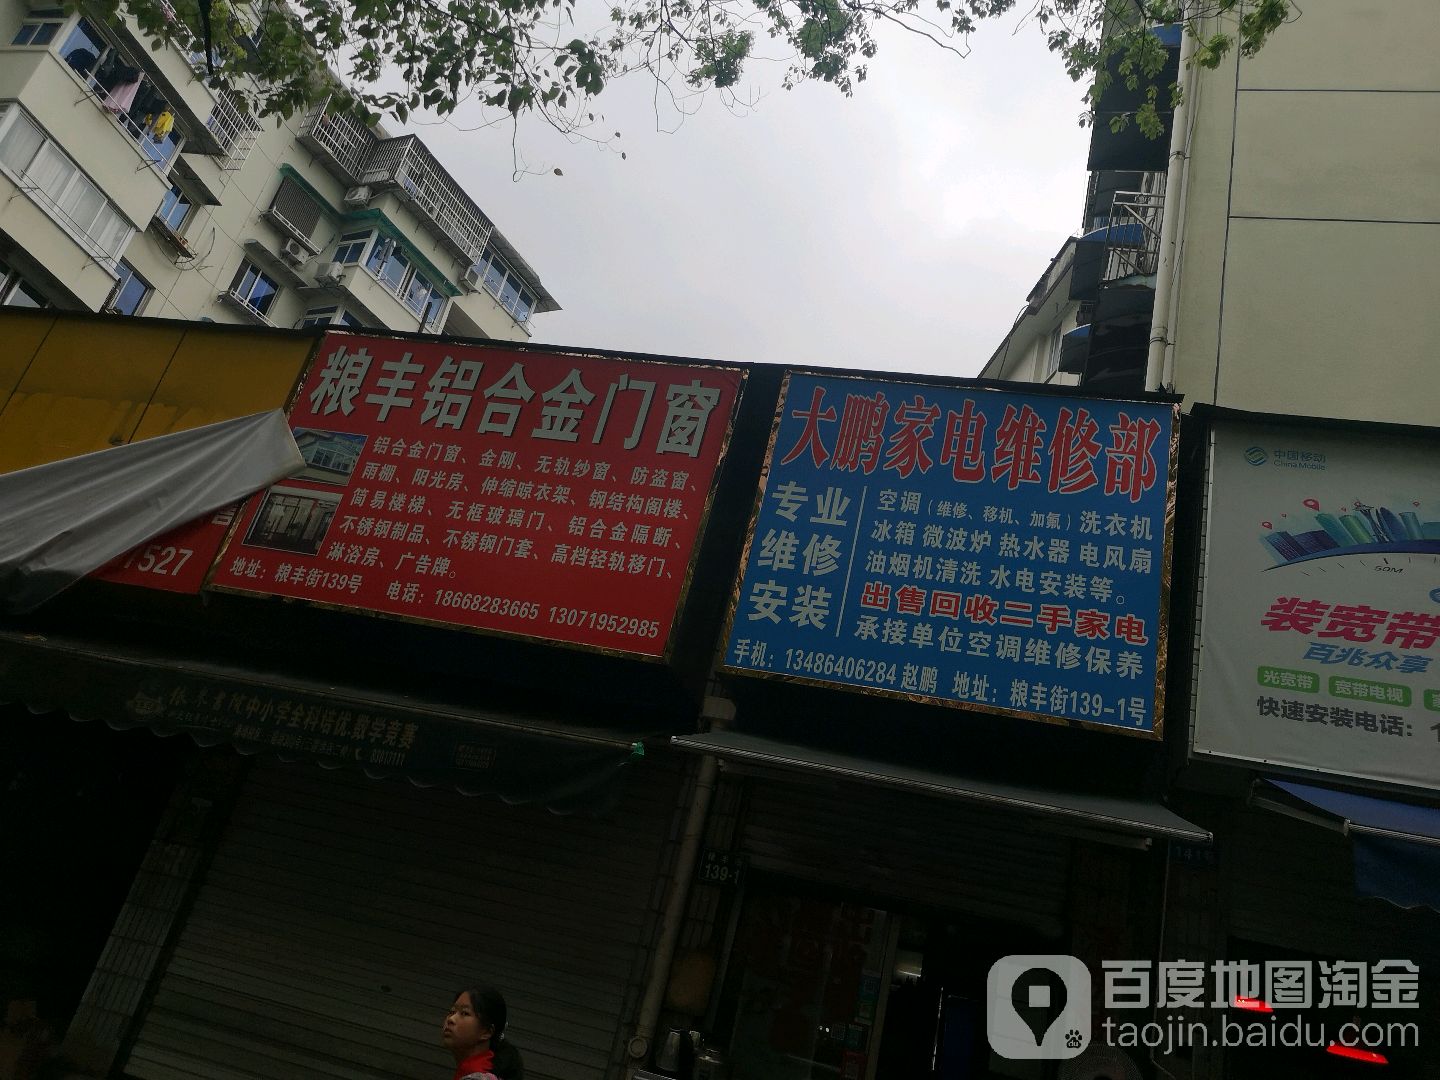 粮丰铝合金门窗
铝合金门窗、金刚、无轨纱窗、防盗窗、
雨棚、阳光房、伸缩晾衣架、钢结构阁楼、
简易楼梯、无框玻璃门、铝合金隔断、
不锈钢制品、不锈钢门套、高档轻轨移门、
淋浴房、广告牌。
地址：粮丰街139号 电话：18668283665 13071952985
527
大鹏家电维修部
专业
维修
安装
空调（维修、移机、加氟）洗衣机
冰箱 微波炉 热水器 电风扇
油烟机清洗 水电安装等。
出售回收二手家电
承接单位空调维修保养
手机：13486406284 赵鹏 地址：粮丰街139-1号
中国移动
China Mobile
50M
装宽带
百兆众享
光宽带 宽带电视
快速安装电话：1
中小学全科培优 数学竞赛
139-1
百度地图淘金
taojin.baidu.com